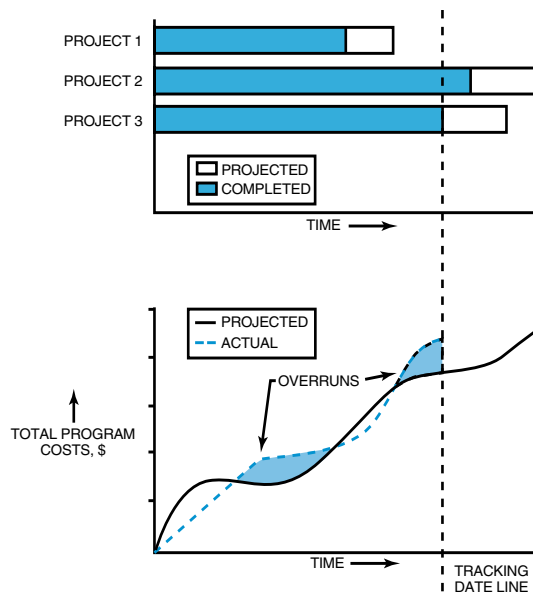 PROJECT 1
PROJECT 2
PROJECT 3
PROJECTED
COMPLETED
TIME
PROJECTED
ACTUAL
OVERRUNS
TOTAL PROGRAM
COSTS, $
TIME
TRACKING
DATE LINE